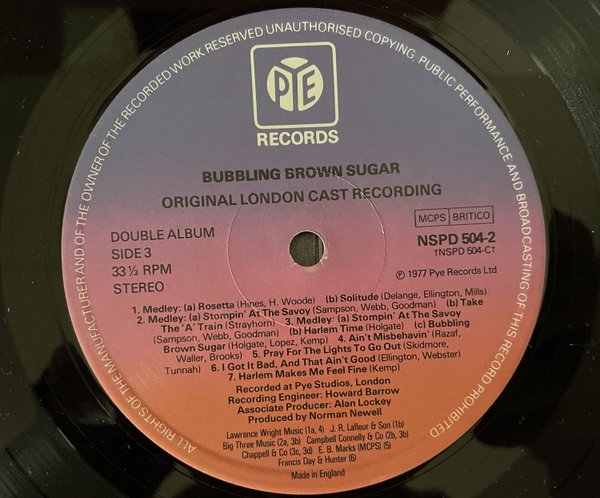 ALL RIGHTS OF THE MANUFACTURER AND OF THE OWNER OF THE RECORDED WORK RESERVED UNAUTHORISED COPYING, PUBLIC PERFORMANCE AND BROADCASTING OF THIS RECORD PROHIBITED
PYE
RECORDS
BUBBLING BROWN SUGAR
ORIGINAL LONDON CAST RECORDING
DOUBLE ALBUM
SIDE 3
33 ⅓ RPM
STEREO
MCPS BRITICO
NSPD 504-2
†NSPD 504-C†
Ⓟ 1977 Pye Records Ltd
1. Medley: (a) Rosetta (Hines, H. Woode) (b) Solitude (Delange, Ellington, Mills)
2. Medley: (a) Stompin' At The Savoy (Sampson, Webb, Goodman) (b) Take
The 'A' Train (Strayhorn) 3. Medley: (a) Stompin' At The Savoy
(Sampson, Webb, Goodman) (b) Harlem Time (Holgate) (c) Bubbling
Brown Sugar (Holgate, Lopez, Kemp) 4. Ain't Misbehavin' (Razaf,
Waller, Brooks) 5. Pray For The Lights To Go Out (Skidmore,
Tunnah) 6. I Got It Bad, And That Ain't Good (Ellington, Webster)
7. Harlem Makes Me Feel Fine (Kemp)
Recorded at Pye Studios, London
Recording Engineer: Howard Barrow
Associate Producer: Alan Lockey
Produced by Norman Newell
Lawrence Wright Music (1a, 4) J. R. Lafleur & Son (1b)
Big Three Music (2a, 3b) Campbell Connelly & Co (2b, 3b)
Chappell & Co (3c, 3d) E. B. Marks (MCPS) (5)
Francis Day & Hunter (6)
Made in England